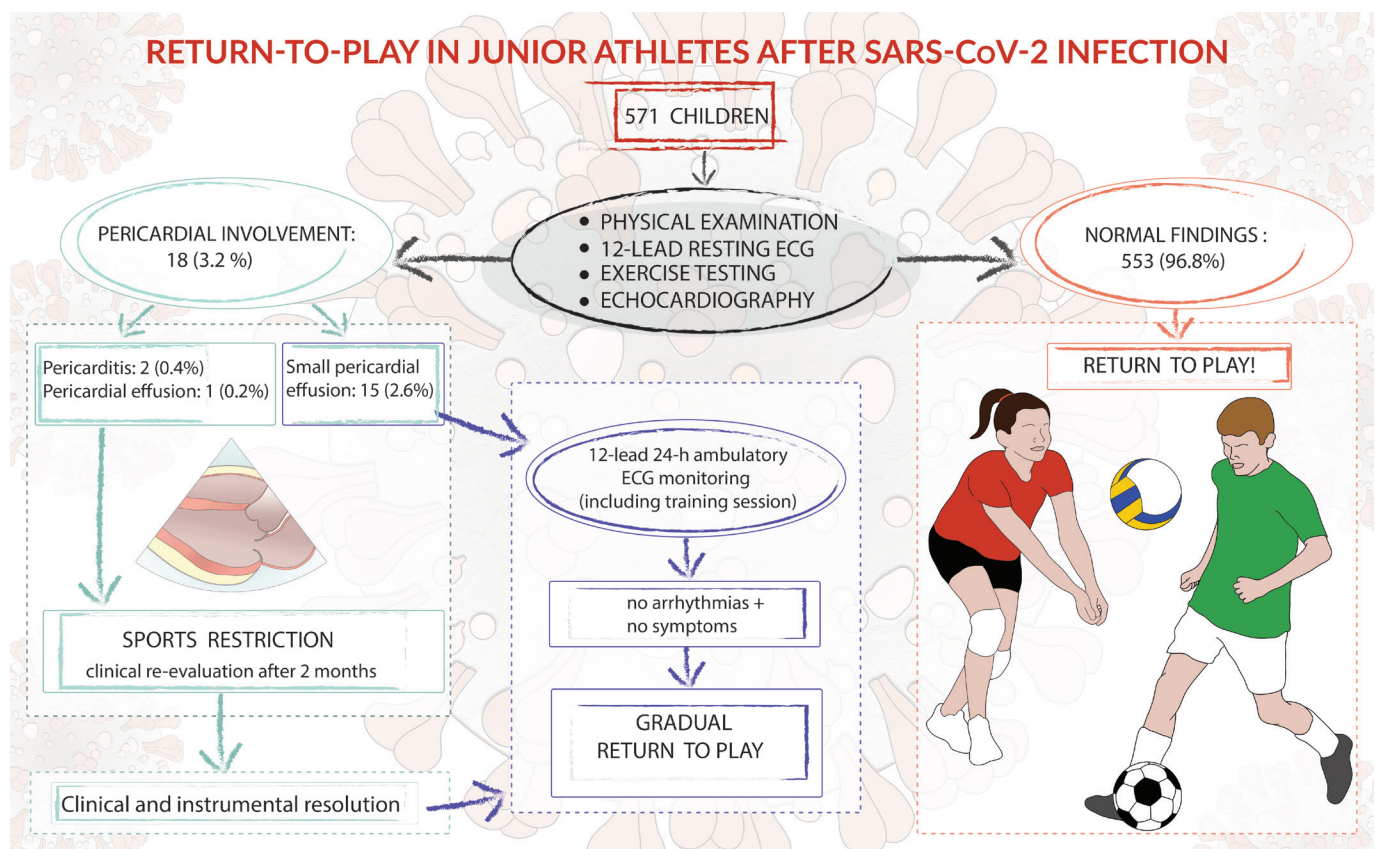 RETURN-TO-PLAY IN JUNIOR ATHLETES AFTER SARS-CoV-2 INFECTION
571 CHILDREN
• PHYSICAL EXAMINATION
• 12-LEAD RESTING ECG
• EXERCISE TESTING
• ECHOCARDIOGRAPHY
PERICARDIAL INVOLVEMENT:
18 (3.2 %)
NORMAL FINDINGS :
553 (96.8%)
Pericarditis: 2 (0.4%)
Pericardial effusion: 1 (0.2%)
Small pericardial
effusion: 15 (2.6%)
RETURN TO PLAY!
12-lead 24-h ambulatory
ECG monitoring
(including training session)
no arrhythmias +
no symptoms
SPORTS RESTRICTION
clinical re-evaluation after 2 months
GRADUAL
RETURN TO PLAY
Clinical and instrumental resolution